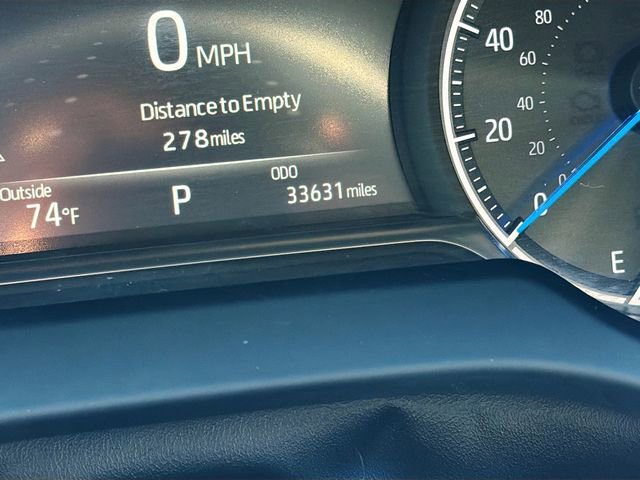 0 MPH
Distance to Empty
278 miles
Outside
74°F
P
ODO
33631 miles
80
40
60
40
20
20
0
0
E